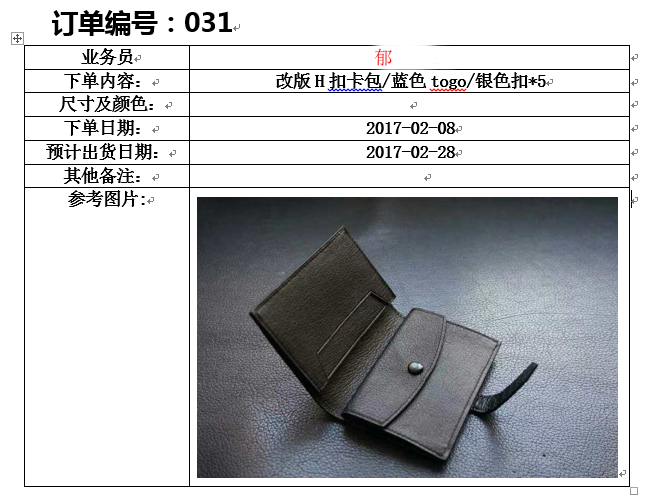 订单编号：031
业务员 郁
下单内容： 改版H扣卡包/蓝色togo/银色扣*5
尺寸及颜色：
下单日期： 2017-02-08
预计出货日期： 2017-02-28
其他备注：
参考图片: